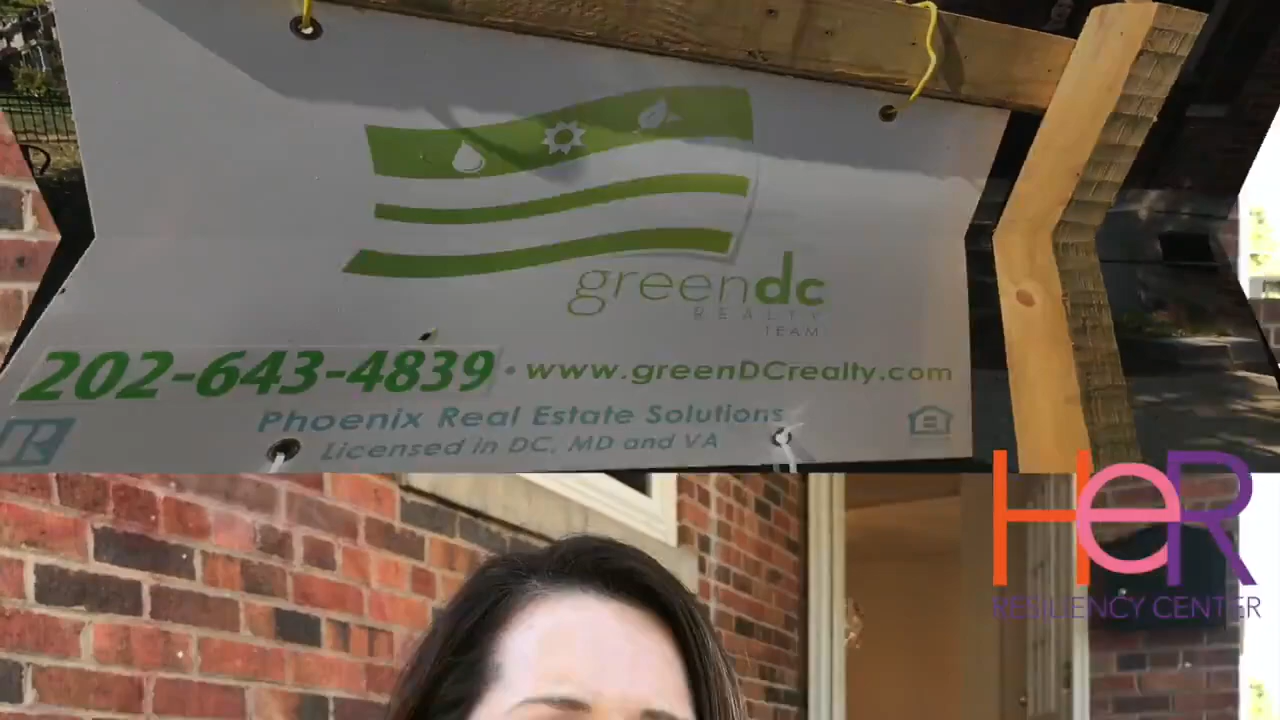 greendc
REALTY
TEAM
202-643-4839 • www.greenDCrealty.com
Phoenix Real Estate Solutions
Licensed in DC, MD and VA
HeR
RESILIENCY CENTER